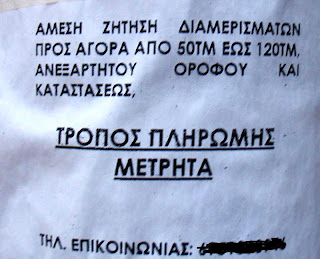 ΑΜΕΣΗ ΖΗΤΗΣΗ ΔΙΑΜΕΡΙΣΜΑΤΩΝ
ΠΡΟΣ ΑΓΟΡΑ ΑΠΟ 50ΤΜ ΕΩΣ 120ΤΜ,
ΑΝΕΞΑΡΤΗΤΟΥ ΟΡΟΦΟΥ ΚΑΙ
ΚΑΤΑΣΤΑΣΕΩΣ,
ΤΡΟΠΟΣ ΠΛΗΡΩΜΗΣ
ΜΕΤΡΗΤΑ
ΤΗΛ. ΕΠΙΚΟΙΝΩΝΙΑΣ: